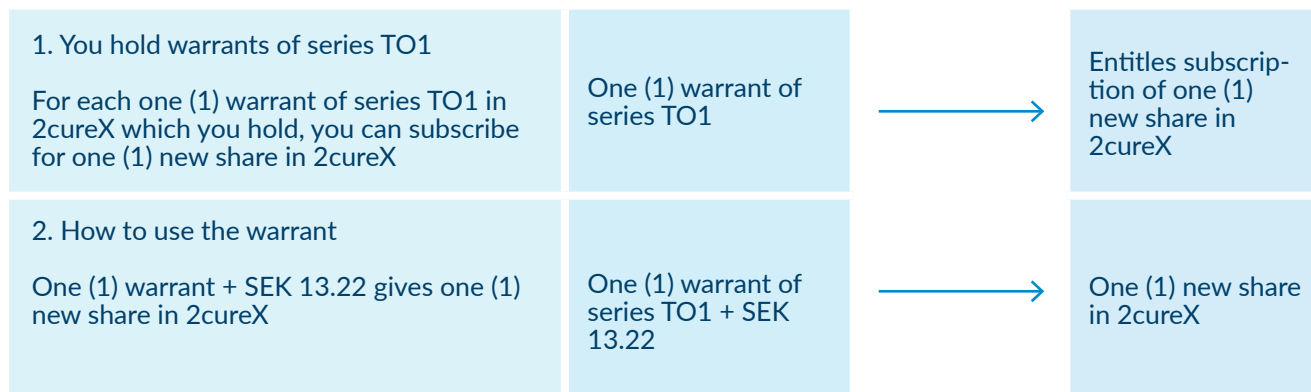 1. You hold warrants of series TO1
For each one (1) warrant of series TO1 in
2cureX which you hold, you can subscribe
for one (1) new share in 2cureX
One (1) warrant of
series TO1
Entitles subscrip-
tion of one (1)
new share in
2cureX
2. How to use the warrant
One (1) warrant + SEK 13.22 gives one (1)
new share in 2cureX
One (1) warrant of
series TO1 + SEK
13.22
One (1) new share
in 2cureX